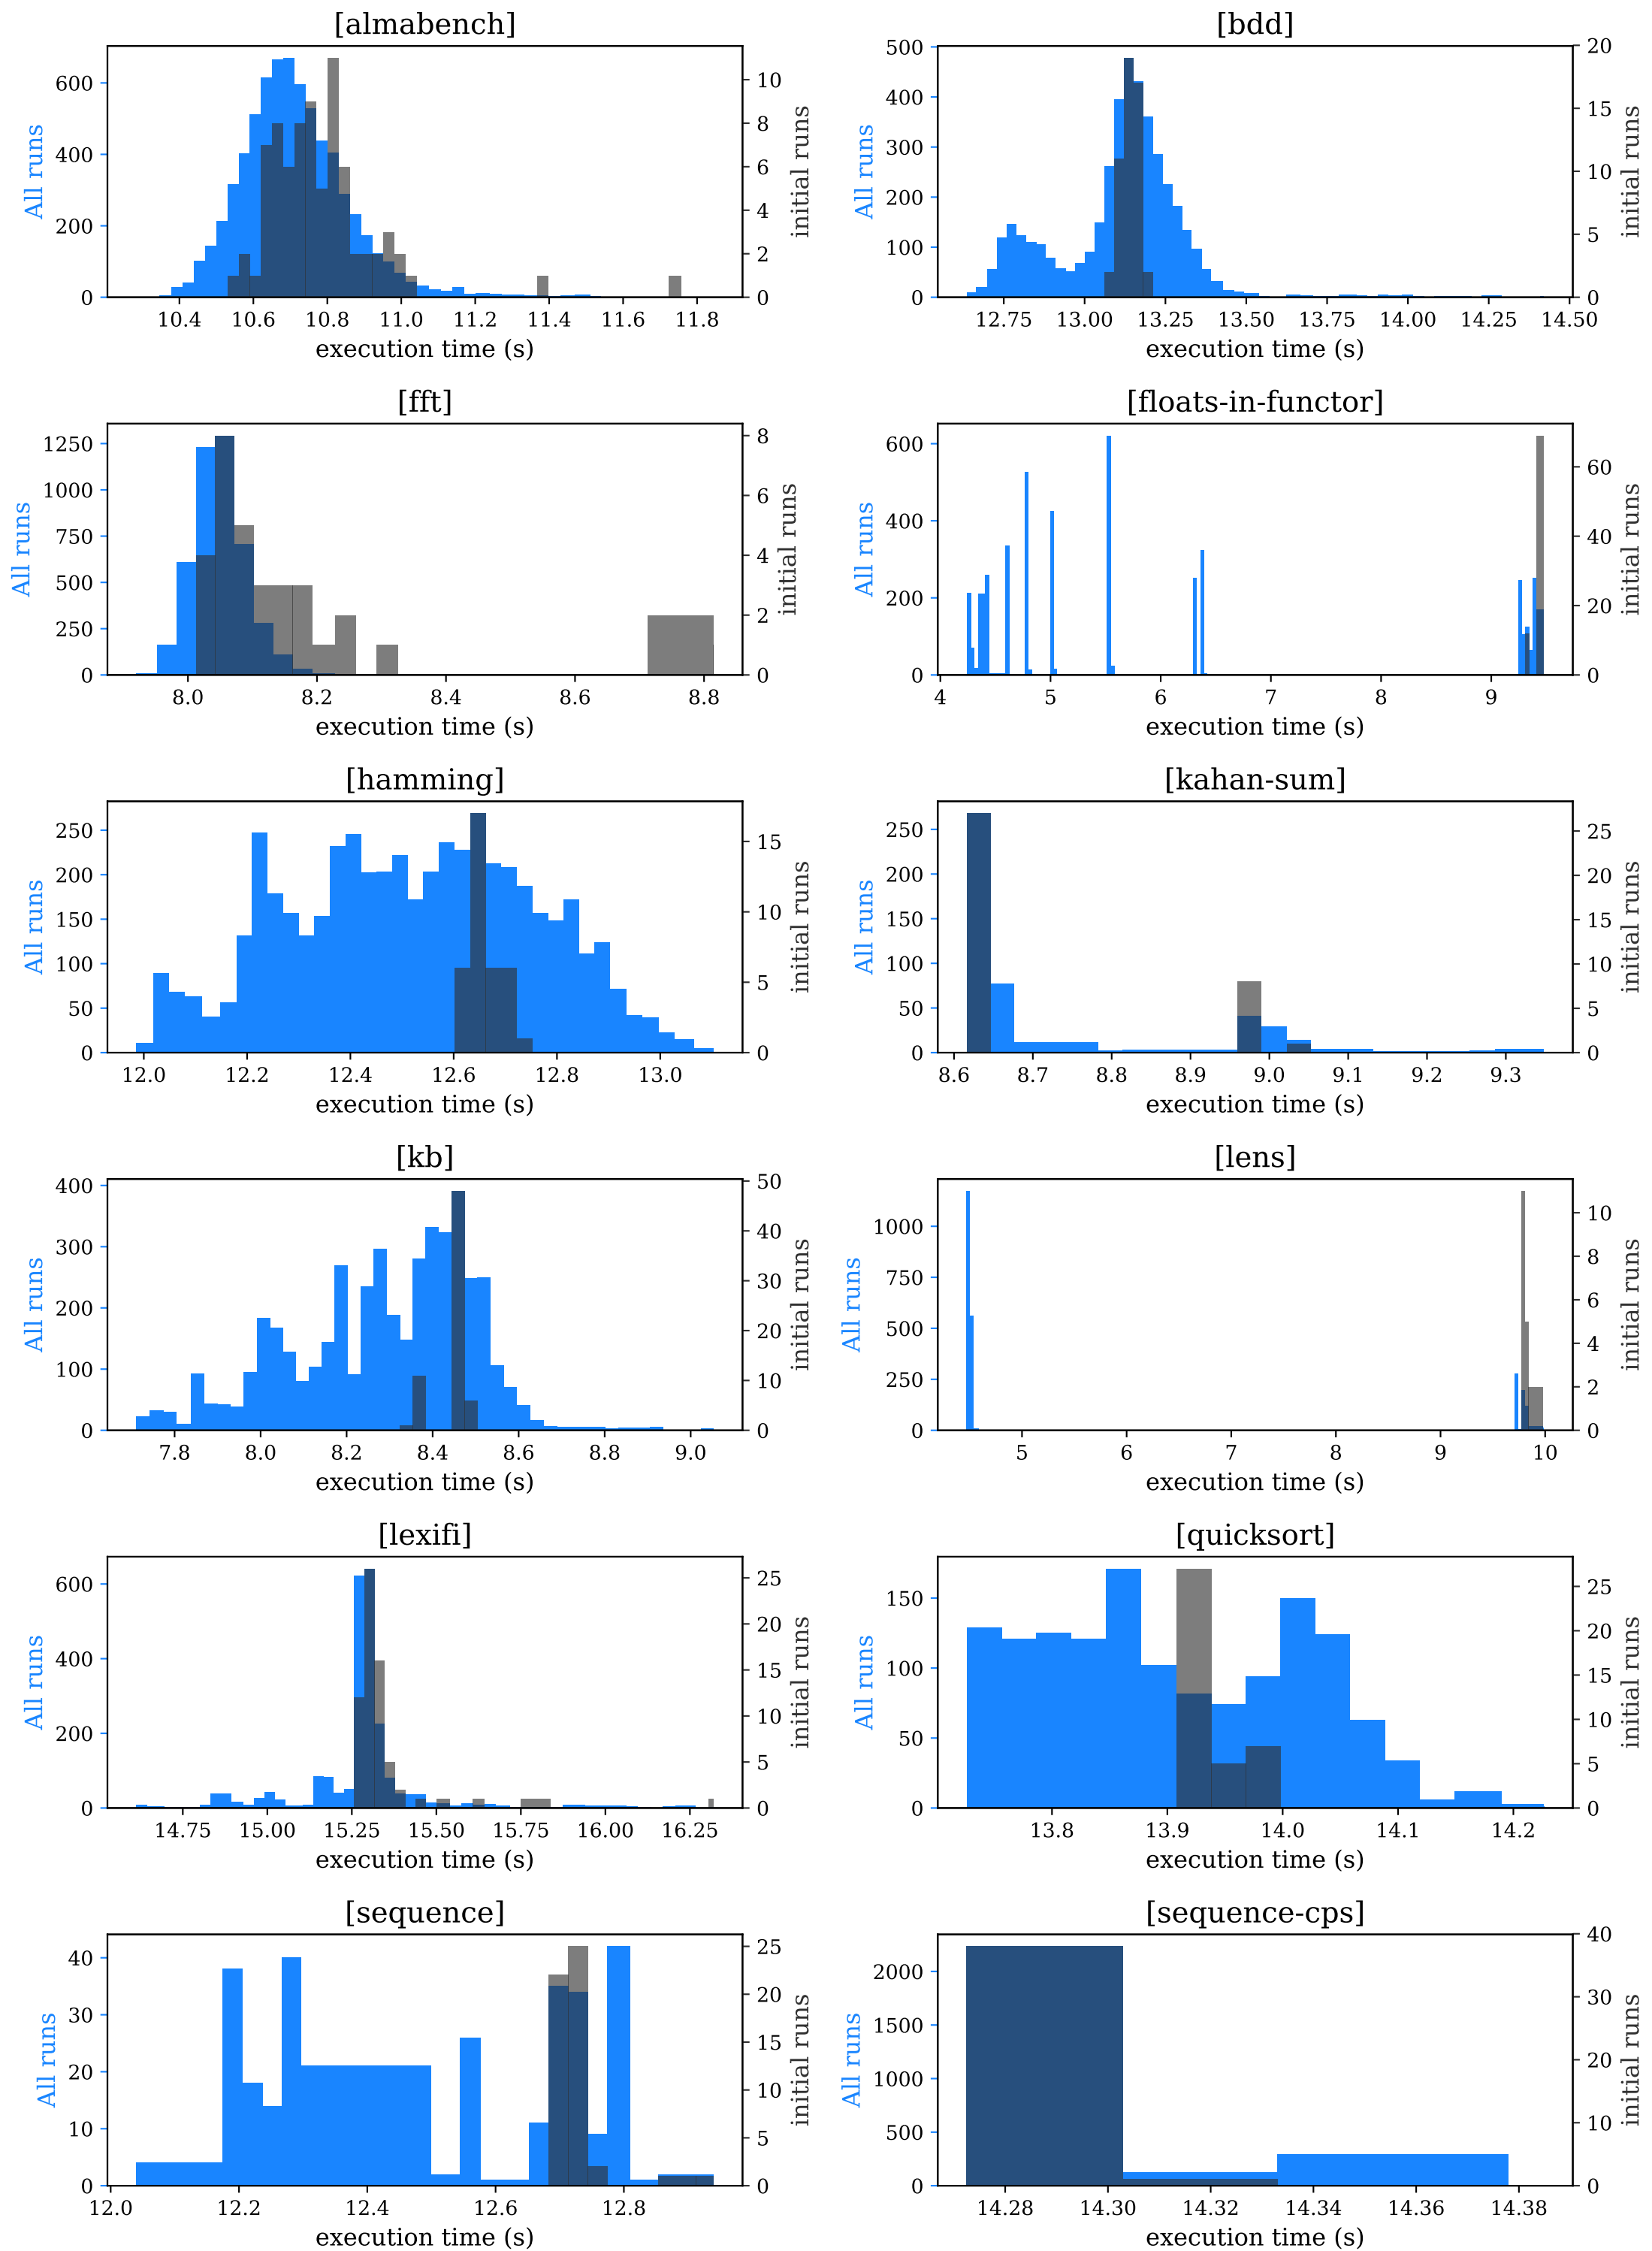 [almabench]
600
400
200
0
10
8
6
4
2
0
10.4 10.6 10.8 11.0 11.2 11.4 11.6 11.8
execution time (s)
All runs
initial runs
[bdd]
500
400
300
200
100
0
20
15
10
5
0
12.75 13.00 13.25 13.50 13.75 14.00 14.25 14.50
execution time (s)
All runs
initial runs
[fft]
1250
1000
750
500
250
0
8
6
4
2
0
8.0 8.2 8.4 8.6 8.8
execution time (s)
All runs
initial runs
[floats-in-functor]
600
400
200
0
60
40
20
0
4 5 6 7 8 9
execution time (s)
All runs
initial runs
[hamming]
250
200
150
100
50
0
15
10
5
0
12.0 12.2 12.4 12.6 12.8 13.0
execution time (s)
All runs
initial runs
[kahan-sum]
250
200
150
100
50
0
25
20
15
10
5
0
8.6 8.7 8.8 8.9 9.0 9.1 9.2 9.3
execution time (s)
All runs
initial runs
[kb]
400
300
200
100
0
50
40
30
20
10
0
7.8 8.0 8.2 8.4 8.6 8.8 9.0
execution time (s)
All runs
initial runs
[lens]
1000
750
500
250
0
10
8
6
4
2
0
5 6 7 8 9 10
execution time (s)
All runs
initial runs
[lexifi]
600
400
200
0
25
20
15
10
5
0
14.75 15.00 15.25 15.50 15.75 16.00 16.25
execution time (s)
All runs
initial runs
[quicksort]
150
100
50
0
25
20
15
10
5
0
13.8 13.9 14.0 14.1 14.2
execution time (s)
All runs
initial runs
[sequence]
40
30
20
10
0
25
20
15
10
5
0
12.0 12.2 12.4 12.6 12.8
execution time (s)
All runs
initial runs
[sequence-cps]
2000
1500
1000
500
0
40
30
20
10
0
14.28 14.30 14.32 14.34 14.36 14.38
execution time (s)
All runs
initial runs